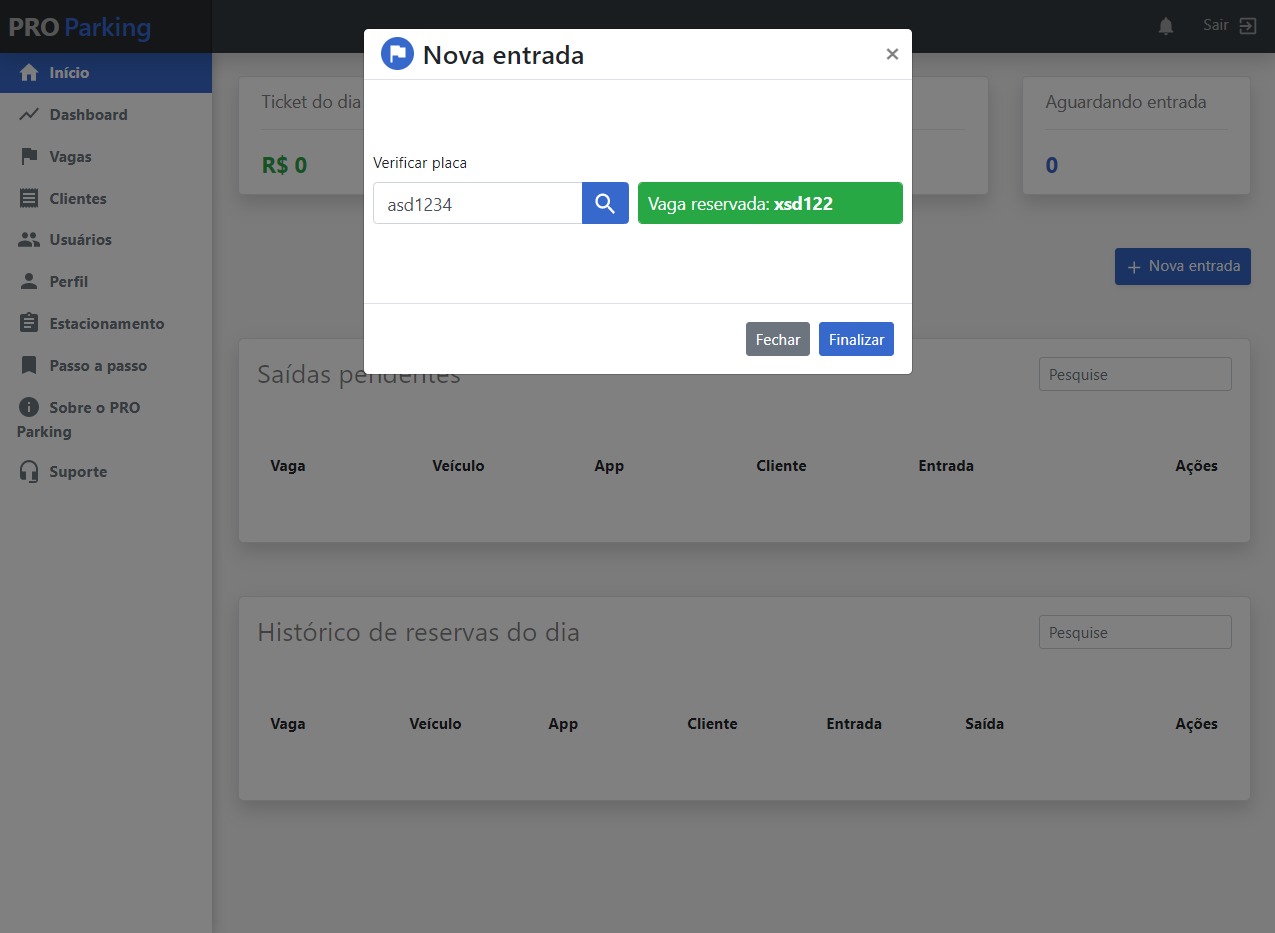 PRO Parking
Sair
Início
Dashboard
Vagas
Clientes
Usuários
Perfil
Estacionamento
Passo a passo
Sobre o PRO
Parking
Suporte
Nova entrada
×
Verificar placa
asd1234
Vaga reservada: xsd122
Fechar
Finalizar
Ticket do dia
R$ 0
Aguardando entrada
0
+ Nova entrada
Saídas pendentes
Pesquise
Vaga Veículo App Cliente Entrada Ações
Histórico de reservas do dia
Pesquise
Vaga Veículo App Cliente Entrada Saída Ações